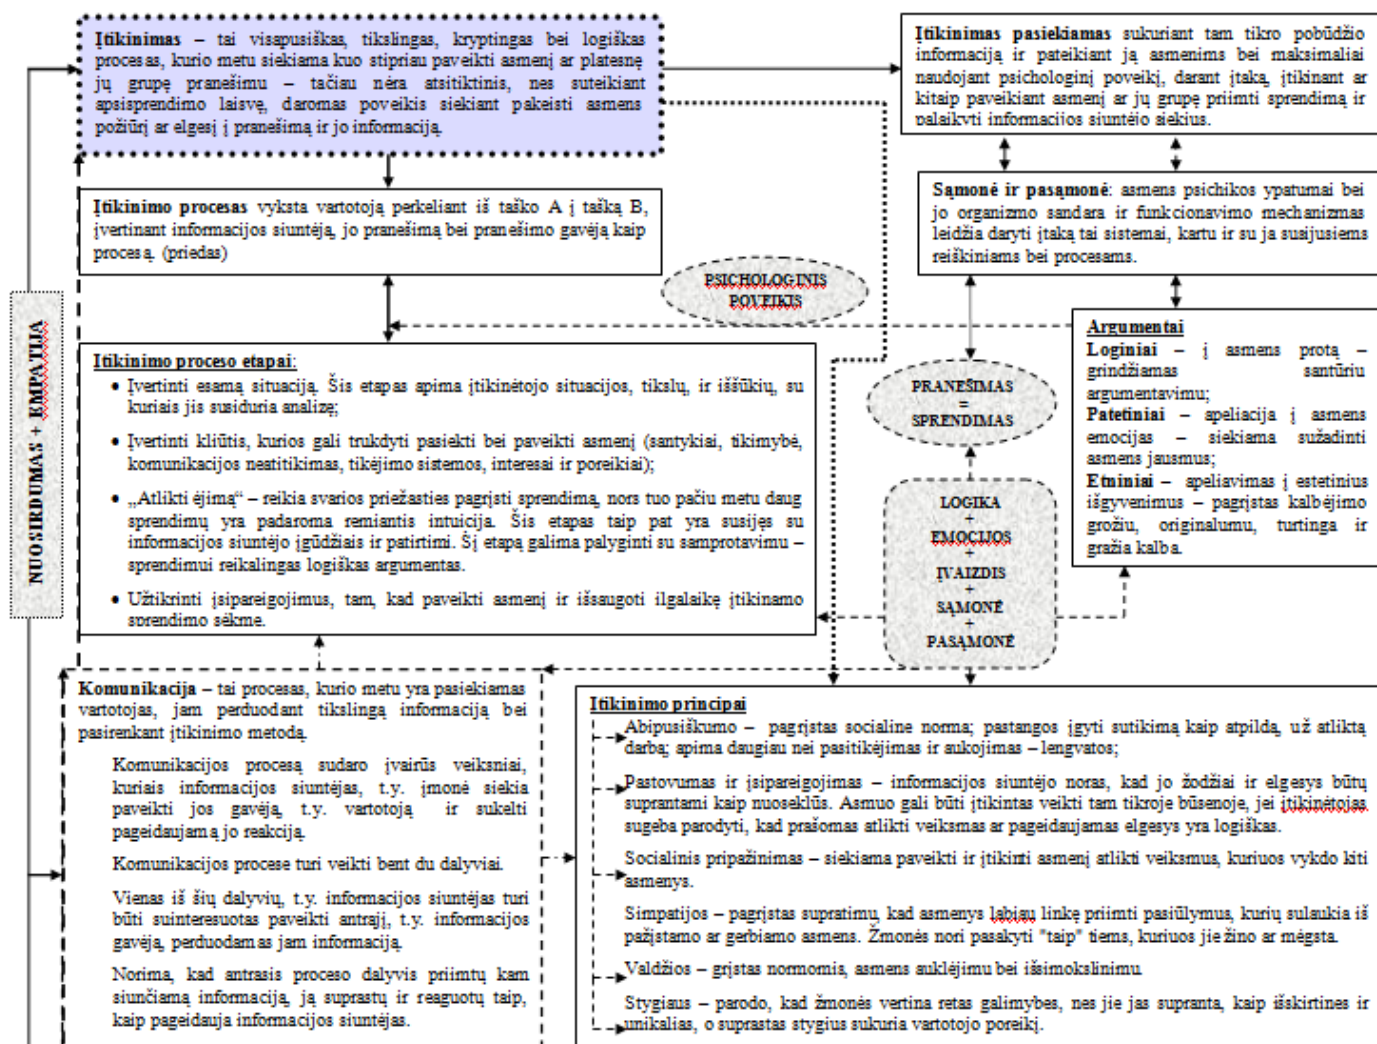 Įtikinimas – tai visapusiškas, tikslingas, kryptingas bei logiškas
procesas, kurio metu siekiama kuo stipriau paveikti asmenį ar platesnę
jų grupę pranešimu – tačiau nėra atsitiktinis, nes suteikiant
apsisprendimo laisvę, daromas poveikis siekiant pakeisti asmens
požiūrį ar elgesį į pranešimą ir jo informaciją.
Įtikinimas pasiekiamas sukuriant tam tikro pobūdžio
informaciją ir pateikiant ją asmenims bei maksimaliai
naudojant psichologinį poveikį, darant įtaką, įtikinant ar
kitaip paveikiant asmenį ar jų grupę priimti sprendimą ir
palaikyti informacijos siuntėjo siekius.
Įtikinimo procesas vyksta vartotoją perkeliant iš taško A į tašką B,
įvertinant informacijos siuntėją, jo pranešimą bei pranešimo gavėją kaip
procesą. (priedas)
Sąmonė ir pasąmonė: asmens psichikos ypatumai bei
jo organizmo sandara ir funkcionavimo mechanizmas
leidžia daryti įtaką tai sistemai, kartu ir su ja susijusiems
reiškiniams bei procesams.
PSICHOLOGINIS
POVEIKIS
NUOSIRDUMAS + EMPATIJA
Įtikinimo proceso etapai:
• Įvertinti esamą situaciją. Šis etapas apima įtikinėtojo situacijos, tikslų, ir iššūkių, su
kuriais jis susiduria analizę;
• Įvertinti kliūtis, kurios gali trukdyti pasiekti bei paveikti asmenį (santykiai, tikimybė,
komunikacijos neatitikimas, tikėjimo sistemos, interesai ir poreikiai);
• „Atlikti ėjimą“ – reikia svarios priežasties pagrįsti sprendimą, nors tuo pačiu metu daug
sprendimų yra padaroma remiantis intuicija. Šis etapas taip pat yra susijęs su
informacijos siuntėjo įgūdžiais ir patirtimi. Šį etapą galima palyginti su samprotavimu –
sprendimui reikalingas logiškas argumentas.
• Užtikrinti įsipareigojimus, tam, kad paveikti asmenį ir išsaugoti ilgalaikę įtikinamo
sprendimo sėkmę.
PRANEŠIMAS
=
SPRENDIMAS
LOGIKA
+
EMOCIJOS
+
ĮVAIZDIS
+
SĄMONĖ
+
PASĄMONĖ
Argumentai
Loginiai – į asmens protą –
grindžiamas santūriu
argumentavimu;
Patetiniai – apeliacija į asmens
emocijas – siekiama sužadinti
asmens jausmus;
Etniniai – apeliavimas į estetinius
išgyvenimus – pagrįstas kalbėjimo
grožiu, originalumu, turtinga ir
gražia kalba.
Komunikacija – tai procesas, kurio metu yra pasiekiamas
vartotojas, jam perduodant tikslingą informaciją bei
pasirenkant įtikinimo metodą.
Komunikacijos procesą sudaro įvairūs veiksniai,
kuriais informacijos siuntėjas, t.y. įmonė siekia
paveikti jos gavėją, t.y. vartotoją ir sukelti
pageidaujamą jo reakciją.
Komunikacijos procese turi veikti bent du dalyviai.
Vienas iš šių dalyvių, t.y. informacijos siuntėjas turi
būti suinteresuotas paveikti antrąjį, t.y. informacijos
gavėją, perduodamas jam informaciją.
Norima, kad antrasis proceso dalyvis priimtų kam
siunčiamą informaciją, ją suprastų ir reaguotų taip,
kaip pageidauja informacijos siuntėjas.
Įtikinimo principai
Abipusiškumo – pagrįstas socialine norma; pastangos įgyti sutikimą kaip atpildą, už atliktą
darbą; apima daugiau nei pasitikėjimas ir aukojimas – lengvatos;
Pastovumas ir įsipareigojimas – informacijos siuntėjo noras, kad jo žodžiai ir elgesys būtų
suprantami kaip nuoseklūs. Asmuo gali būti įtikintas veikti tam tikroje būsenoje, jei įtikinėtojas
sugeba parodyti, kad prašomas atlikti veiksmas ar pageidaujamas elgesys yra logiškas.
Socialinis pripažinimas – siekiama paveikti ir įtikinti asmenį atlikti veiksmus, kuriuos vykdo kiti
asmenys.
Simpatijos – pagrįstas supratimu, kad asmenys labiau linkę priimti pasiūlymus, kurių sulaukia iš
pažįstamo ar gerbiamo asmens. Žmonės nori pasakyti "taip" tiems, kuriuos jie žino ar mėgsta.
Valdžios – grįstas normomis, asmens auklėjimu bei išsimokslinimu.
Stygiaus – parodo, kad žmonės vertina retas galimybes, nes jie jas supranta, kaip išskirtines ir
unikalias, o suprastas stygius sukuria vartotojo poreikį.